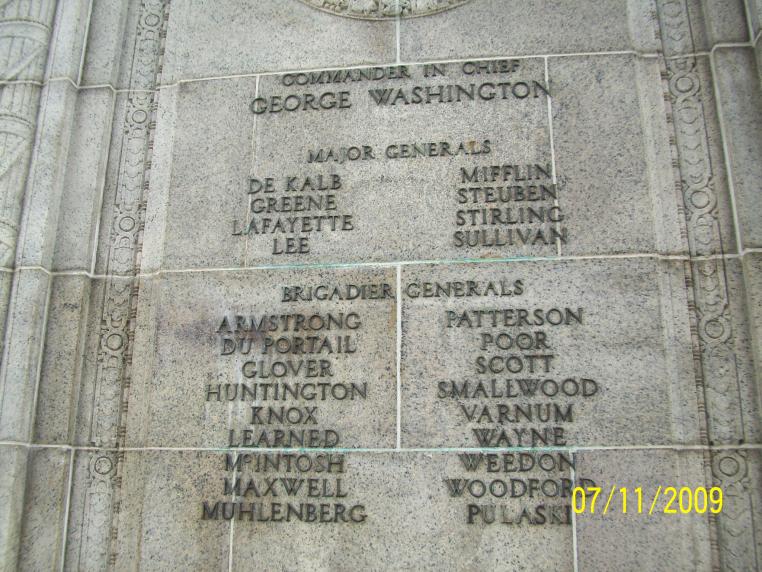 COMMANDER IN CHIEF
GEORGE WASHINGTON
MAJOR GENERALS
DE KALB
GREENE
LAFAYETTE
LEE
MIFFLIN
STEUBEN
STIRLING
SULLIVAN
BRIGADIER GENERALS
ARMSTRONG
DU PORTAIL
GLOVER
HUNTINGTON
KNOX
LEARNED
McINTOSH
MAXWELL
MUHLENBERG
PATTERSON
POOR
SCOTT
SMALLWOOD
VARNUM
WAYNE
WEEDON
WOODFORD
PULASKI
07/11/2009